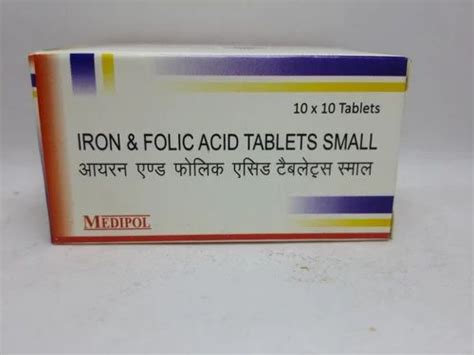 10 x 10 Tablets
IRON & FOLIC ACID TABLETS SMALL
आयरन एण्ड फोलिक एसिड टैबलेट्स स्माल
MEDIPOL